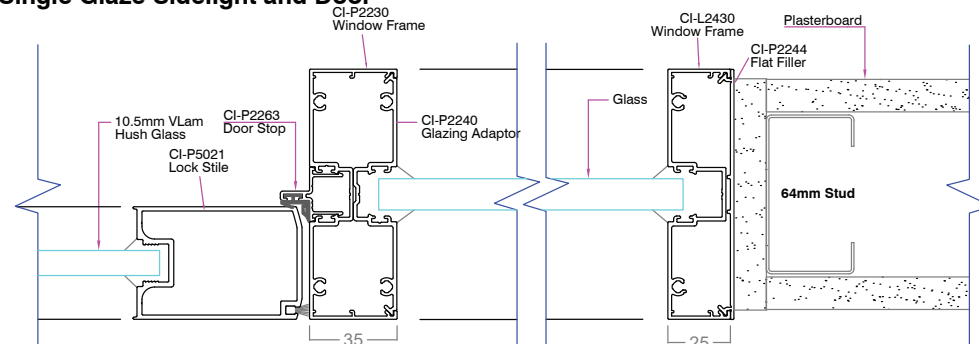 Single Glaze Sidelight and Door
CI-P2230
Window Frame
CI-L2430
Window Frame
Plasterboard
CI-P2244
Flat Filler
10.5mm VLam
Hush Glass
CI-P2263
Door Stop
CI-P2240
Glazing Adaptor
Glass
CI-P5021
Lock Stile
64mm Stud
35
25